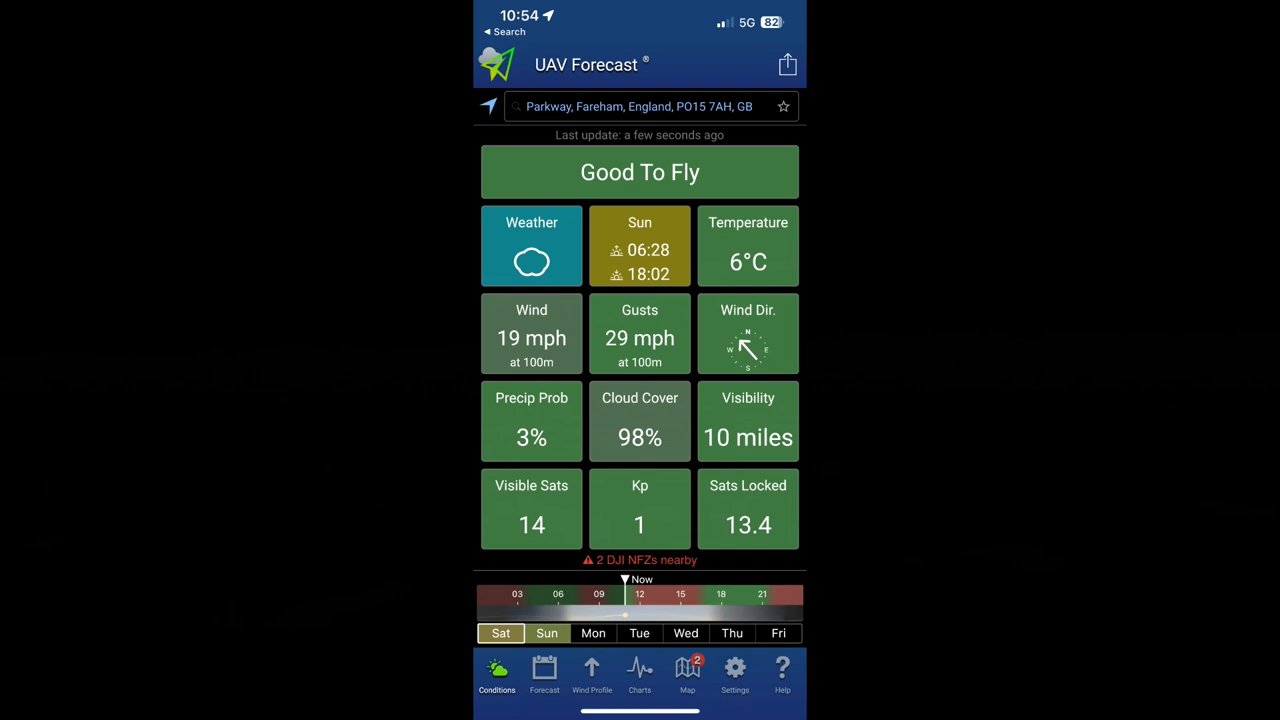 10:54
5G 82
◄ Search
UAV Forecast ®
Parkway, Fareham, England, PO15 7AH, GB
Last update: a few seconds ago
Good To Fly
Weather
Sun
06:28
18:02
Temperature
6°C
Wind
19 mph
at 100m
Gusts
29 mph
at 100m
Wind Dir.
N
W E
S
Precip Prob
3%
Cloud Cover
98%
Visibility
10 miles
Visible Sats
14
Kp
1
Sats Locked
13.4
2 DJI NFZs nearby
Now
03 06 09 12 15 18 21
Sat Sun Mon Tue Wed Thu Fri
2
Conditions Forecast Wind Profile Charts Map Settings Help